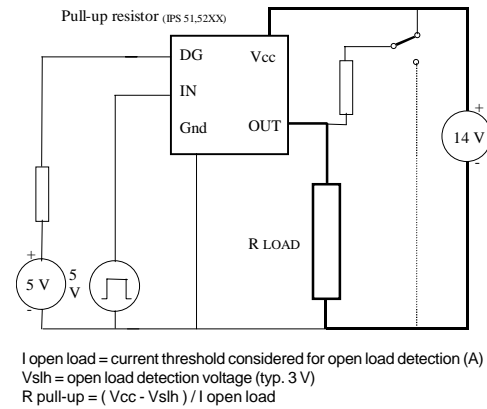 Pull-up resistor (IPS 51,52XX)
DG
Vcc
IN
Gnd
OUT
+
14 V
-
R LOAD
+
5 V
-
5
V
I open load = current threshold considered for open load detection (A)
Vslh = open load detection voltage (typ. 3 V)
R pull-up = ( Vcc - Vslh ) / I open load